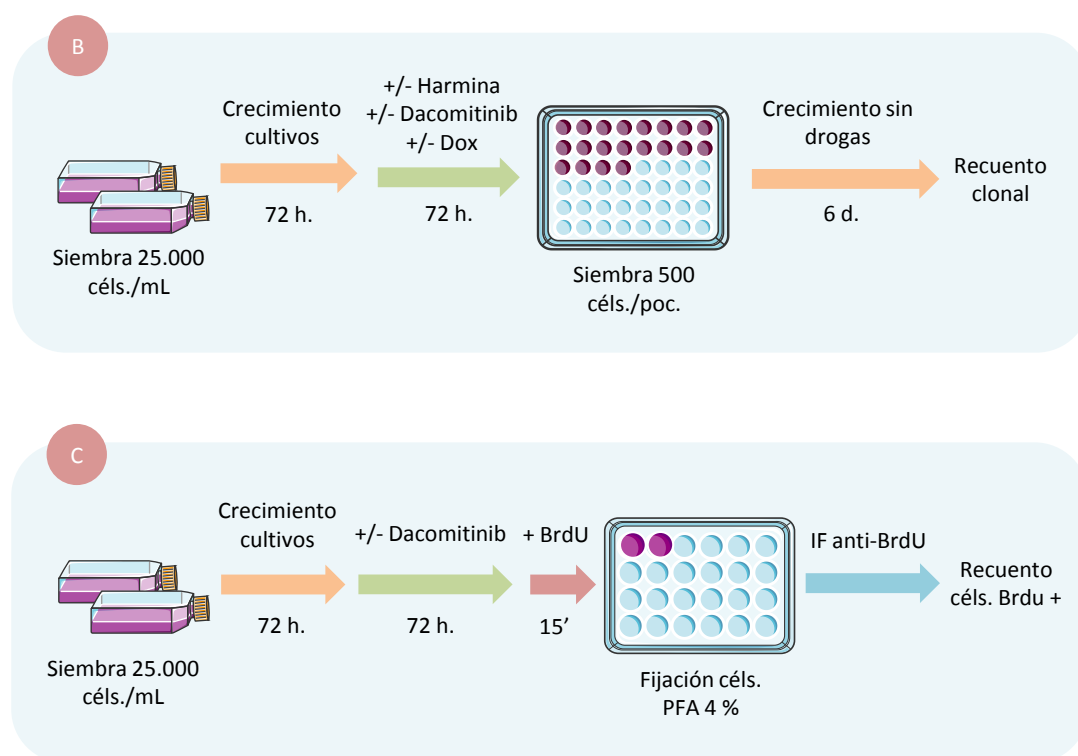 B
Siembra 25.000
céls./mL
Crecimiento
cultivos
72 h.
+/- Harmina
+/- Dacomitinib
+/- Dox
72 h.
Siembra 500
céls./poc.
Crecimiento sin
drogas
6 d.
Recuento
clonal
C
Siembra 25.000
céls./mL
Crecimiento
cultivos
72 h.
+/- Dacomitinib
72 h.
+ BrdU
15’
Fijación céls.
PFA 4 %
IF anti-BrdU
Recuento
céls. Brdu +